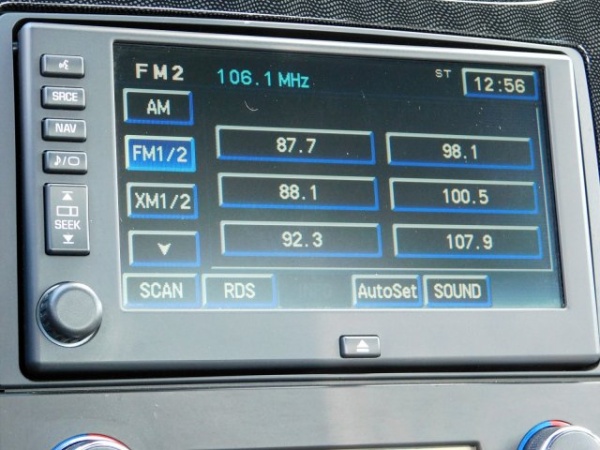 SRCE
NAV
SEEK
FM2 106.1 MHz ST 12:56
AM
FM1/2 87.7 98.1
XM1/2 88.1 100.5
92.3 107.9
SCAN RDS AutoSet SOUND